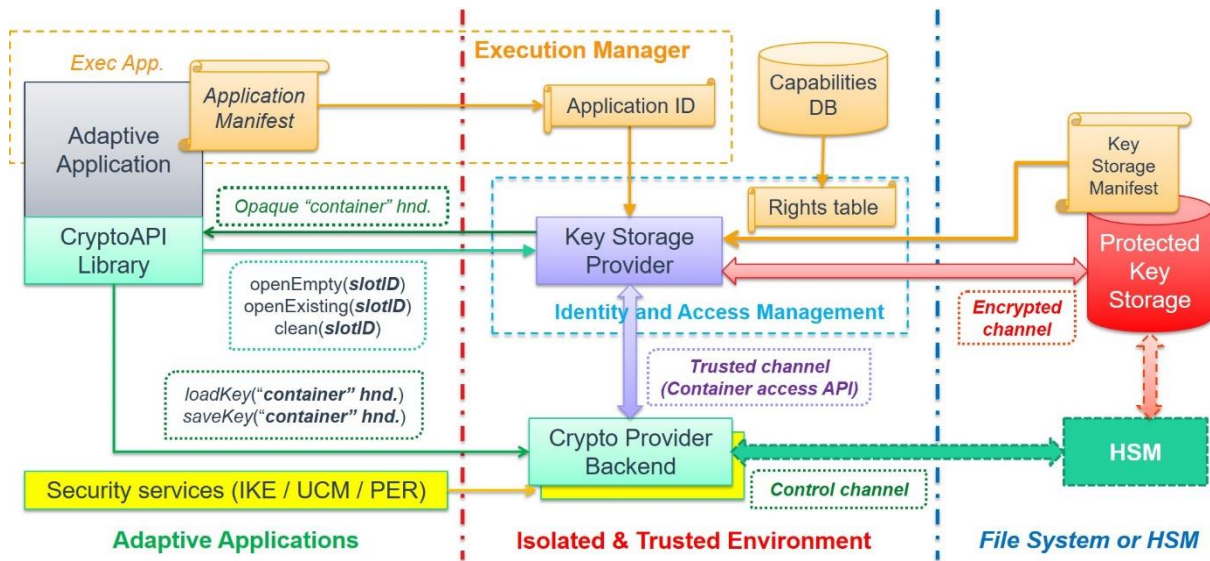 Execution Manager
Exec App.
Application
Manifest
Application ID
Capabilities
DB
Adaptive
Application
Key
Storage
Manifest
Opaque “container” hnd.
Rights table
CryptoAPI
Library
Key Storage
Provider
Protected
Key
Storage
openEmpty(slotID)
openExisting(slotID)
clean(slotID)
Identity and Access Management
Encrypted
channel
Trusted channel
(Container access API)
loadKey(“container” hnd.)
saveKey(“container” hnd.)
Crypto Provider
Backend
HSM
Security services (IKE / UCM / PER)
Control channel
Adaptive Applications
Isolated & Trusted Environment
File System or HSM